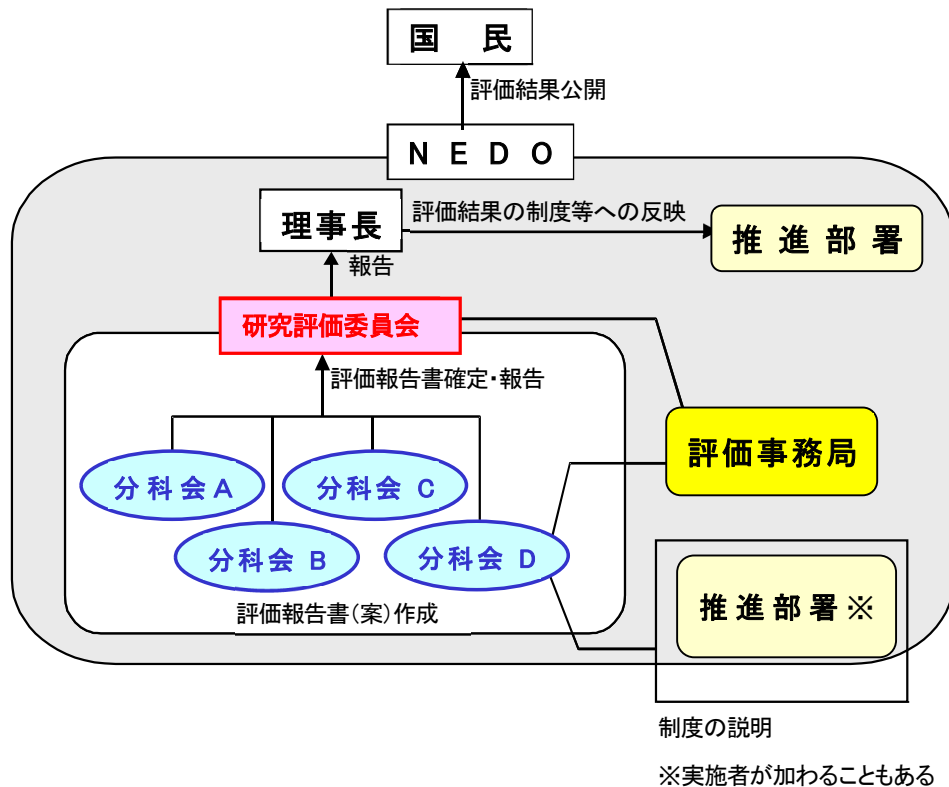 国　民
評価結果公開
ＮＥＤＯ
理事長
評価結果の制度等への反映
推進部署
報告
研究評価委員会
評価報告書確定・報告
評価事務局
分科会Ａ
分科会 Ｃ
分科会 Ｂ
分科会 Ｄ
推進部署※
評価報告書（案）作成
制度の説明
※実施者が加わることもある